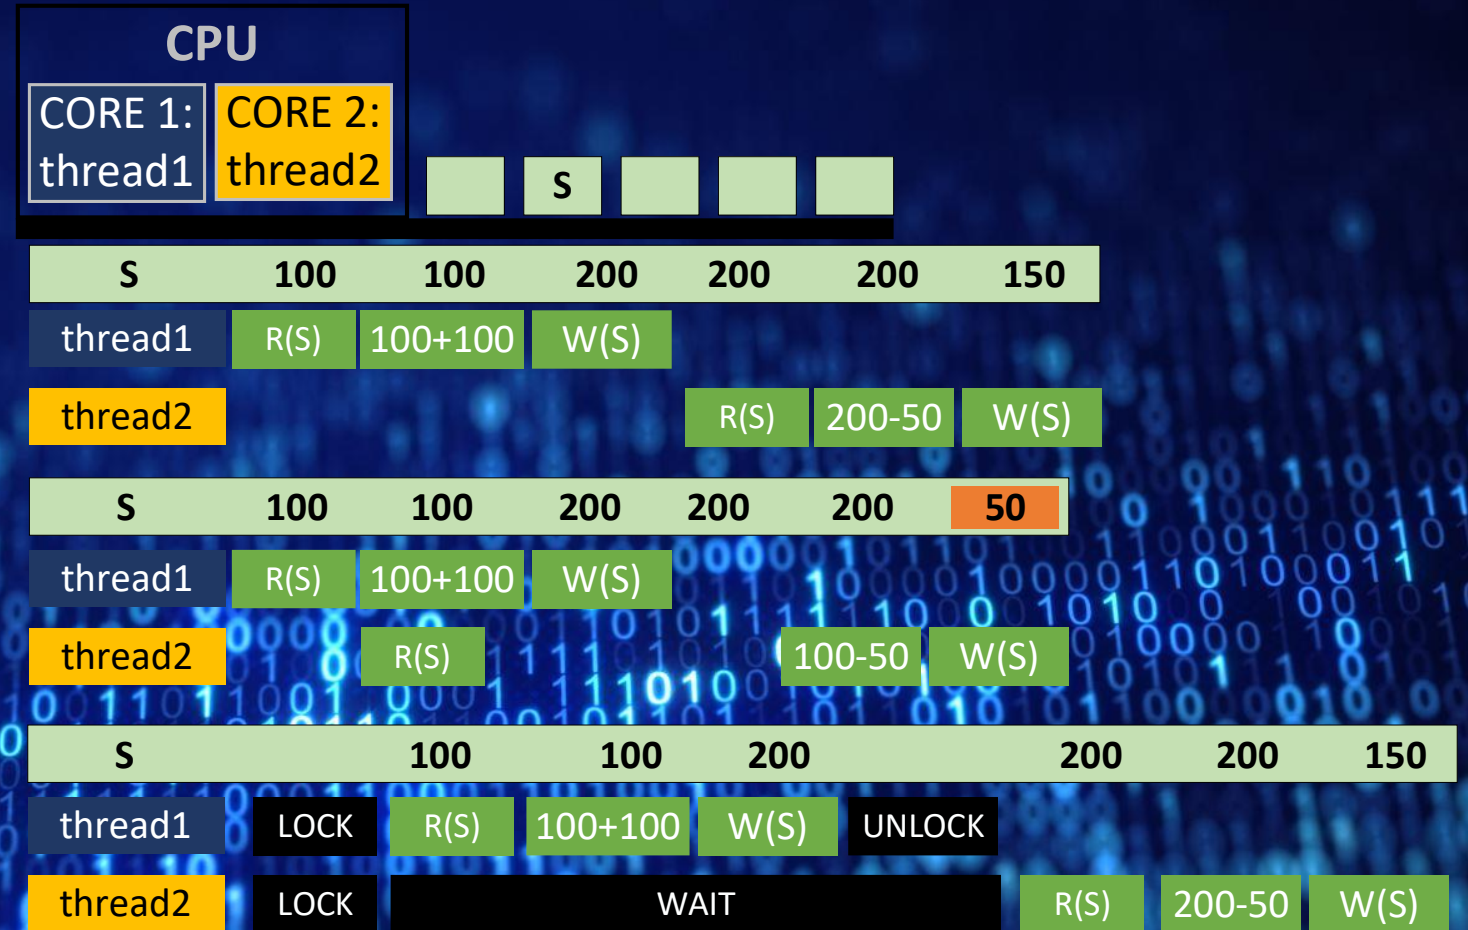 CPU
CORE 1: CORE 2:
thread1 thread2
S
S 100 100 200 200 200 150
thread1 R(S) 100+100 W(S)
thread2 R(S) 200-50 W(S)
S 100 100 200 200 200 50
thread1 R(S) 100+100 W(S)
thread2 R(S) 100-50 W(S)
S 100 100 200 200 200 150
thread1 LOCK R(S) 100+100 W(S) UNLOCK
thread2 LOCK WAIT R(S) 200-50 W(S)